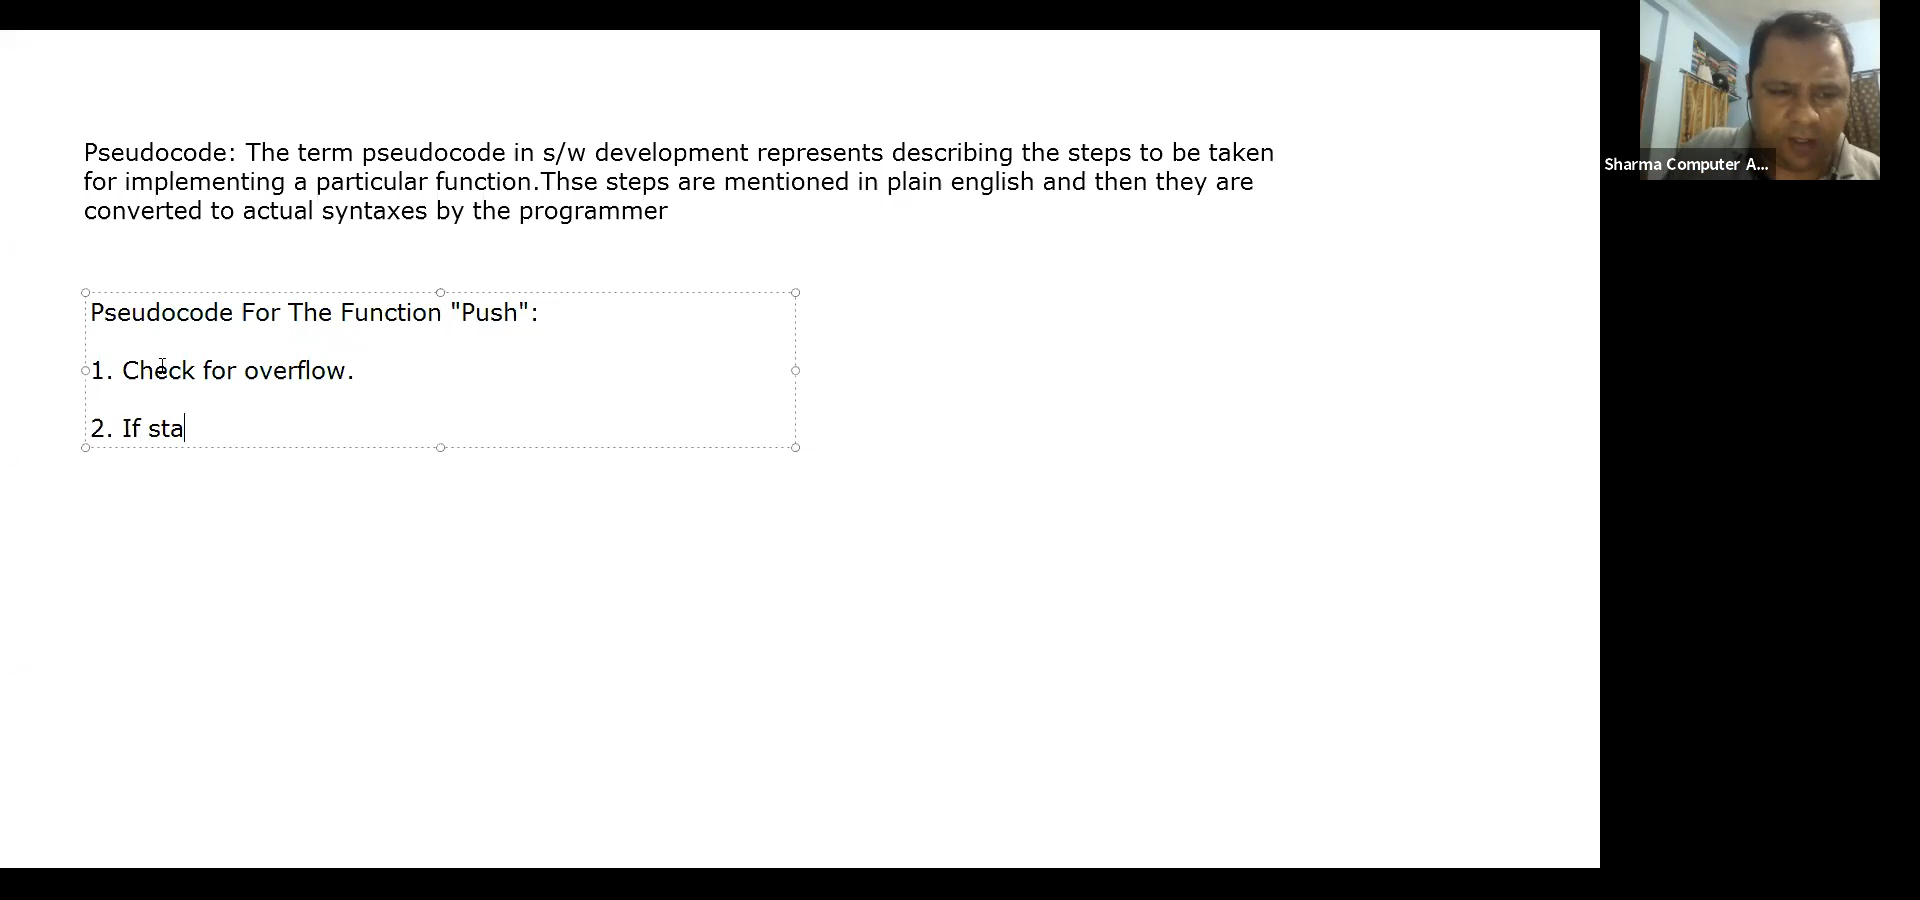 Pseudocode: The term pseudocode in s/w development represents describing the steps to be taken
for implementing a particular function.Thse steps are mentioned in plain english and then they are
converted to actual syntaxes by the programmer
Pseudocode For The Function "Push":
1. Check for overflow.
2. If sta
Sharma Computer A...